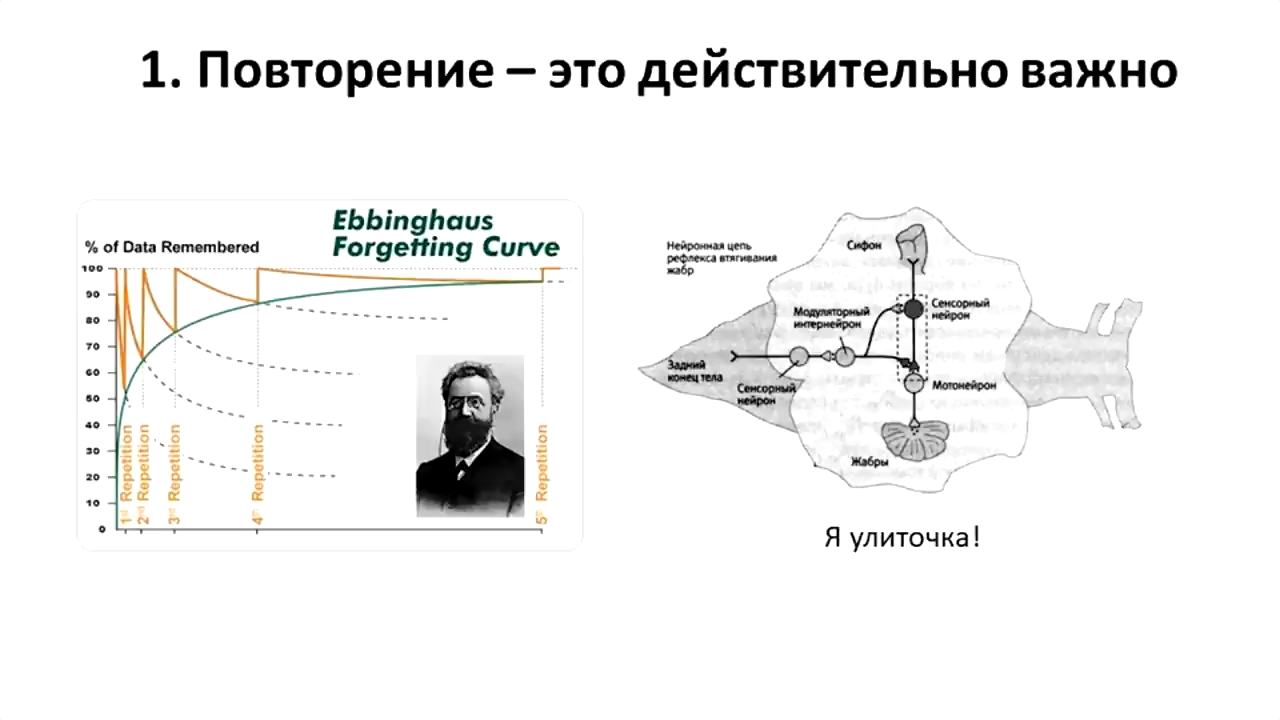 1. Повторение – это действительно важно
Ebbinghaus
Forgetting Curve
% of Data Remembered
100
90
80
70
60
50
40
30
20
10
0
1st Repetition
2nd Repetition
3rd Repetition
4th Repetition
5th Repetition
Нейронная цепь
рефлекса втягивания
жабр
Сифон
Сенсорный
нейрон
Модуляторный
интернейрон
Задний
конец тела
Сенсорный
нейрон
Мотонейрон
Жабры
Я улиточка!